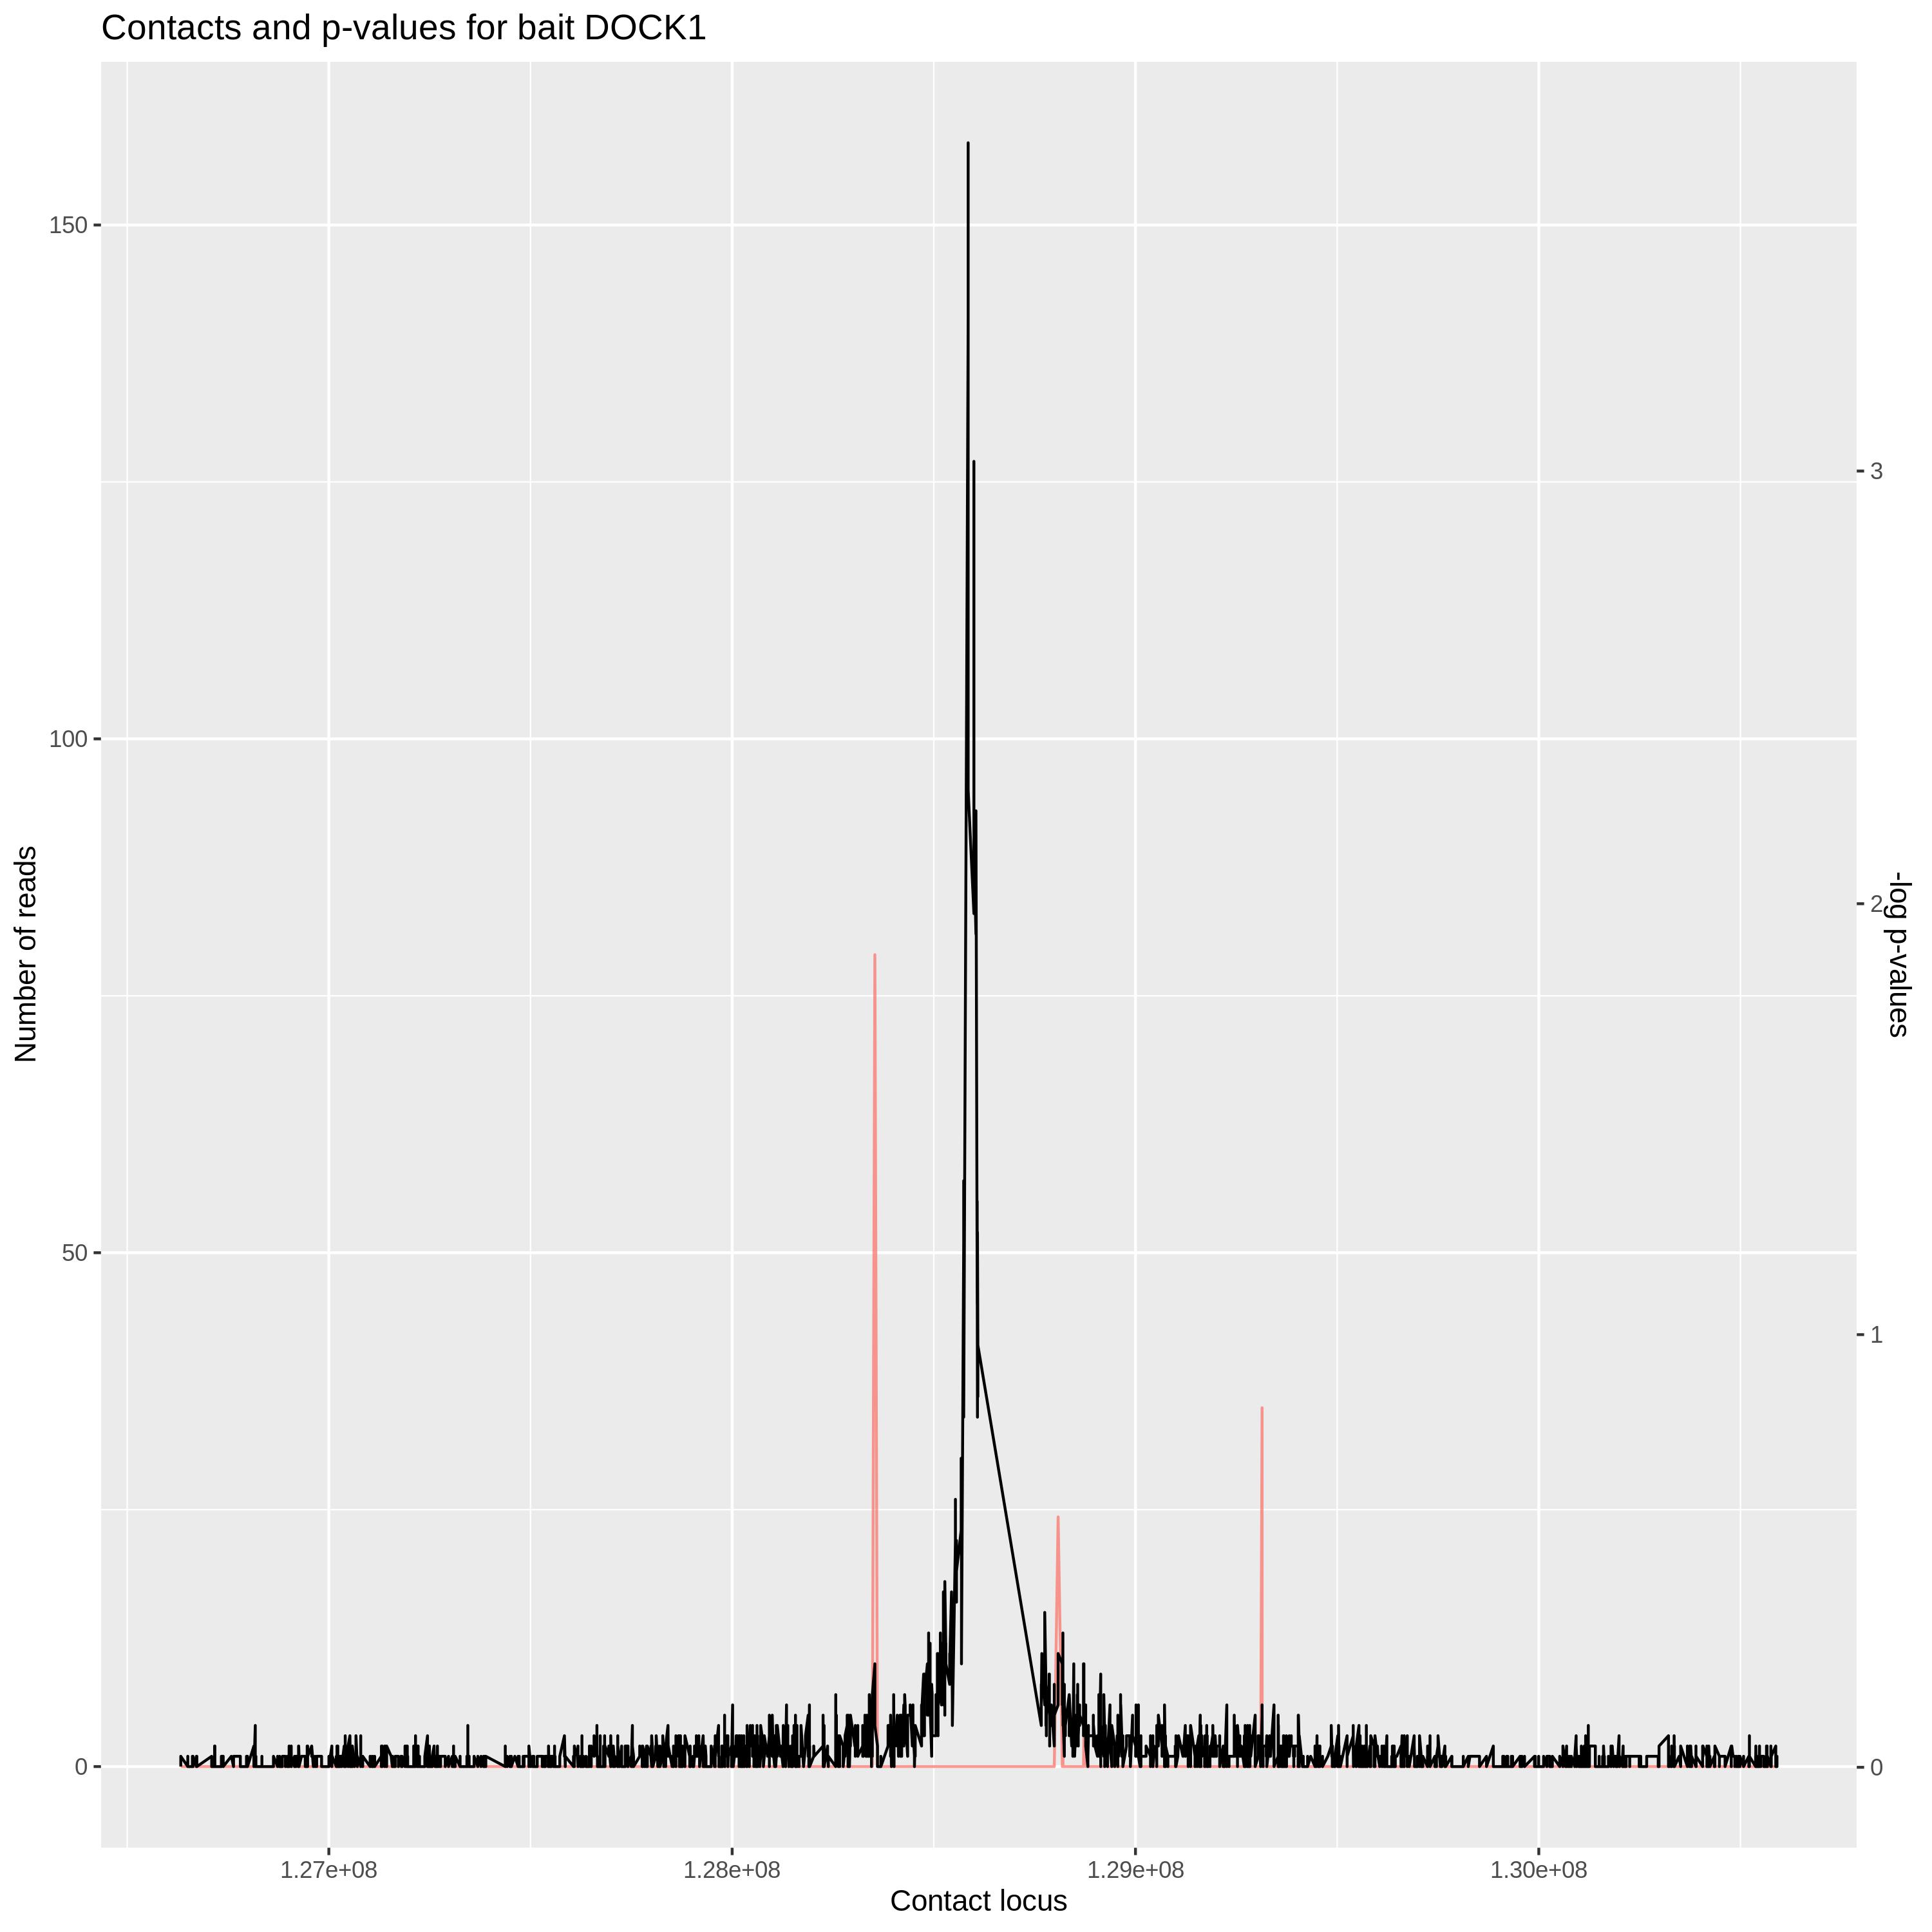 Contacts and p-values for bait DOCK1
150
100
50
0
Number of reads
3
2
1
0
-log p-values
1.27e+08
1.28e+08
1.29e+08
1.30e+08
Contact locus